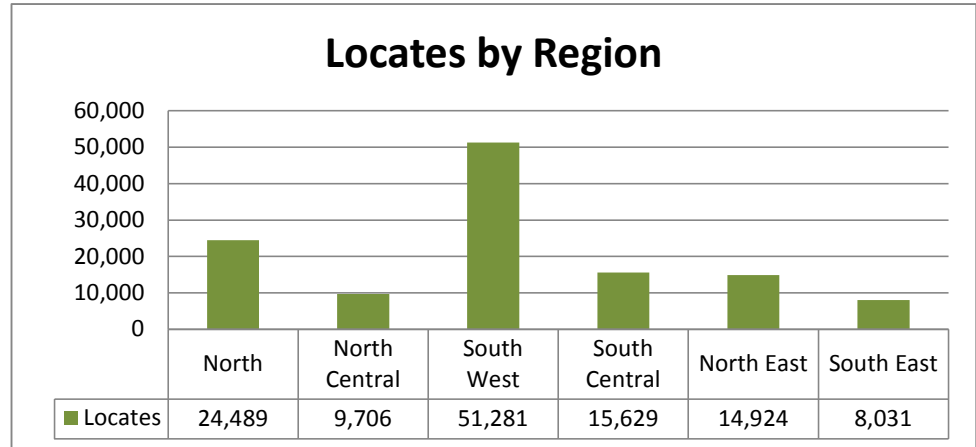 Locates by Region
60,000
50,000
40,000
30,000
20,000
10,000
0
North
North Central
South West
South Central
North East
South East
Locates 24,489 9,706 51,281 15,629 14,924 8,031